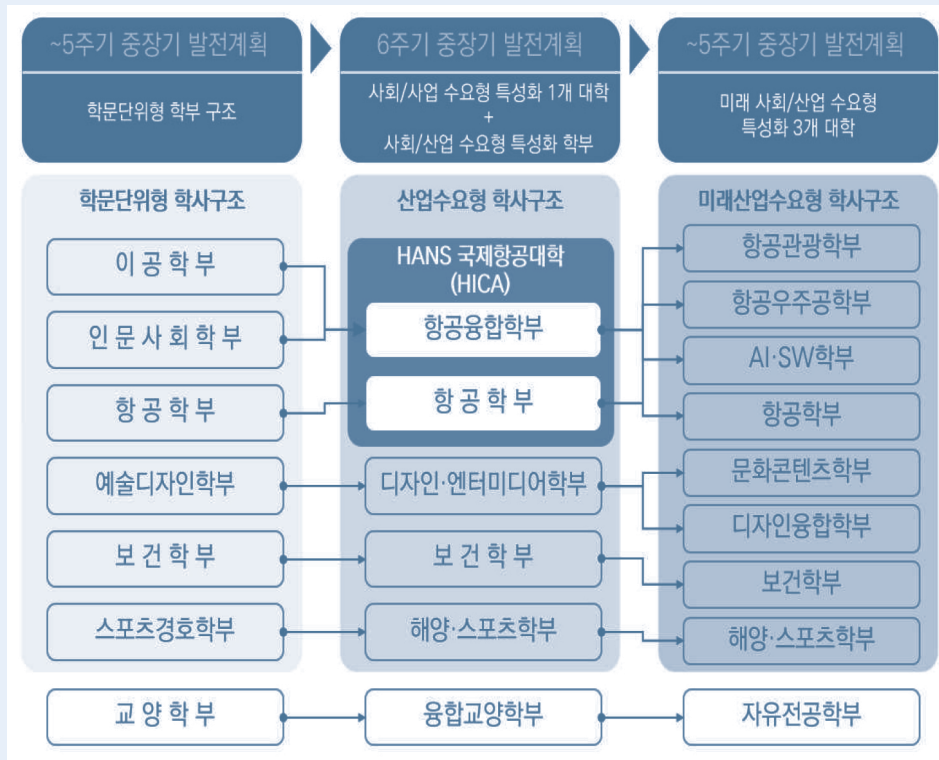 ~5주기 중장기 발전계획
학문단위형 학부 구조
6주기 중장기 발전계획
사회/사업 수요형 특성화 1개 대학
+
사회/산업 수요형 특성화 학부
~5주기 중장기 발전계획
미래 사회/산업 수요형
특성화 3개 대학
학문단위형 학사구조
이 공 학 부
인 문 사 회 학 부
항 공 학 부
예술디자인학부
보 건 학 부
스포츠경호학부
교 양 학 부
산업수요형 학사구조
HANS 국제항공대학
(HICA)
항공융합학부
항 공 학 부
디자인·엔터미디어학부
보 건 학 부
해양·스포츠학부
융합교양학부
미래산업수요형 학사구조
항공관광학부
항공우주공학부
AI·SW학부
항공학부
문화콘텐츠학부
디자인융합학부
보건학부
해양·스포츠학부
자유전공학부